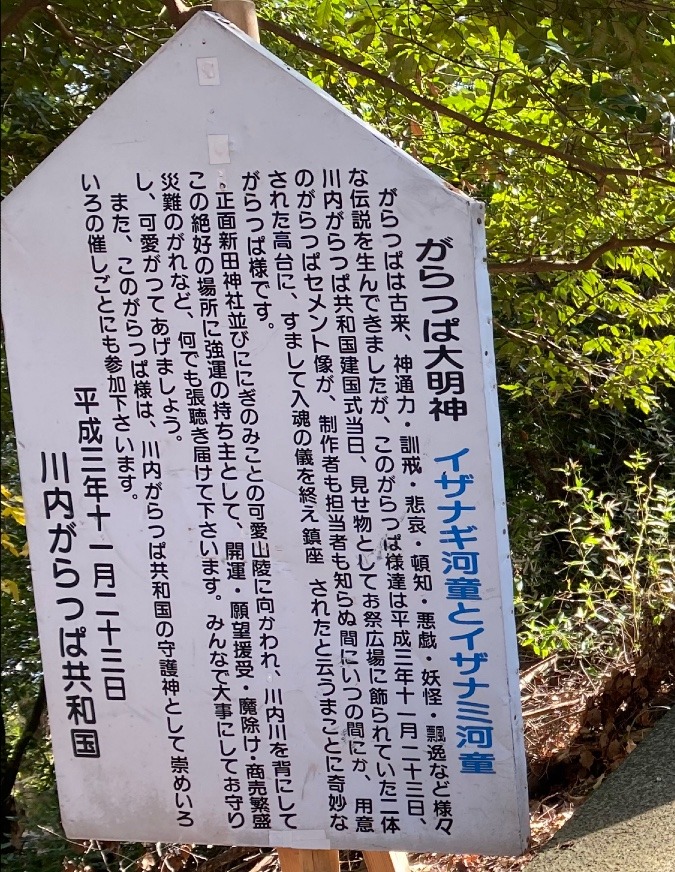 がらっぱ大明神 イザナギ河童とイザナミ河童
がらっぱは古来、神通力・訓戒・悲哀・頓知・悪戯・妖怪・飄逸など様々
な伝説を生んできましたが、このがらっぱ様達は平成三年十一月二十三日、
川内がらっぱ共和国建国式当日、見せ物としてお祭広場に飾られていた二体
のがらっぱセメント像が、制作者も担当者も知らぬ間にいつの間にか、用意
された高台に、すまして入魂の儀を終え鎮座 されたと云うまことに奇妙な
がらっぱ様です。
正面新田神社並びににぎのみことの可愛山陵に向かわれ、川内川を背にして
この絶好の場所に強運の持ち主として、開運・願望援受・魔除け・商売繁盛
災難のがれなど、何でも張聴き届けて下さいます。みんなで大事にしてお守り
し、可愛がってあげましょう。
また、このがらっぱ様は、川内がらっぱ共和国の守護神として崇めいろ
いろの催しごとにも参加下さいます。
平成三年十一月二十三日
川内がらっぱ共和国